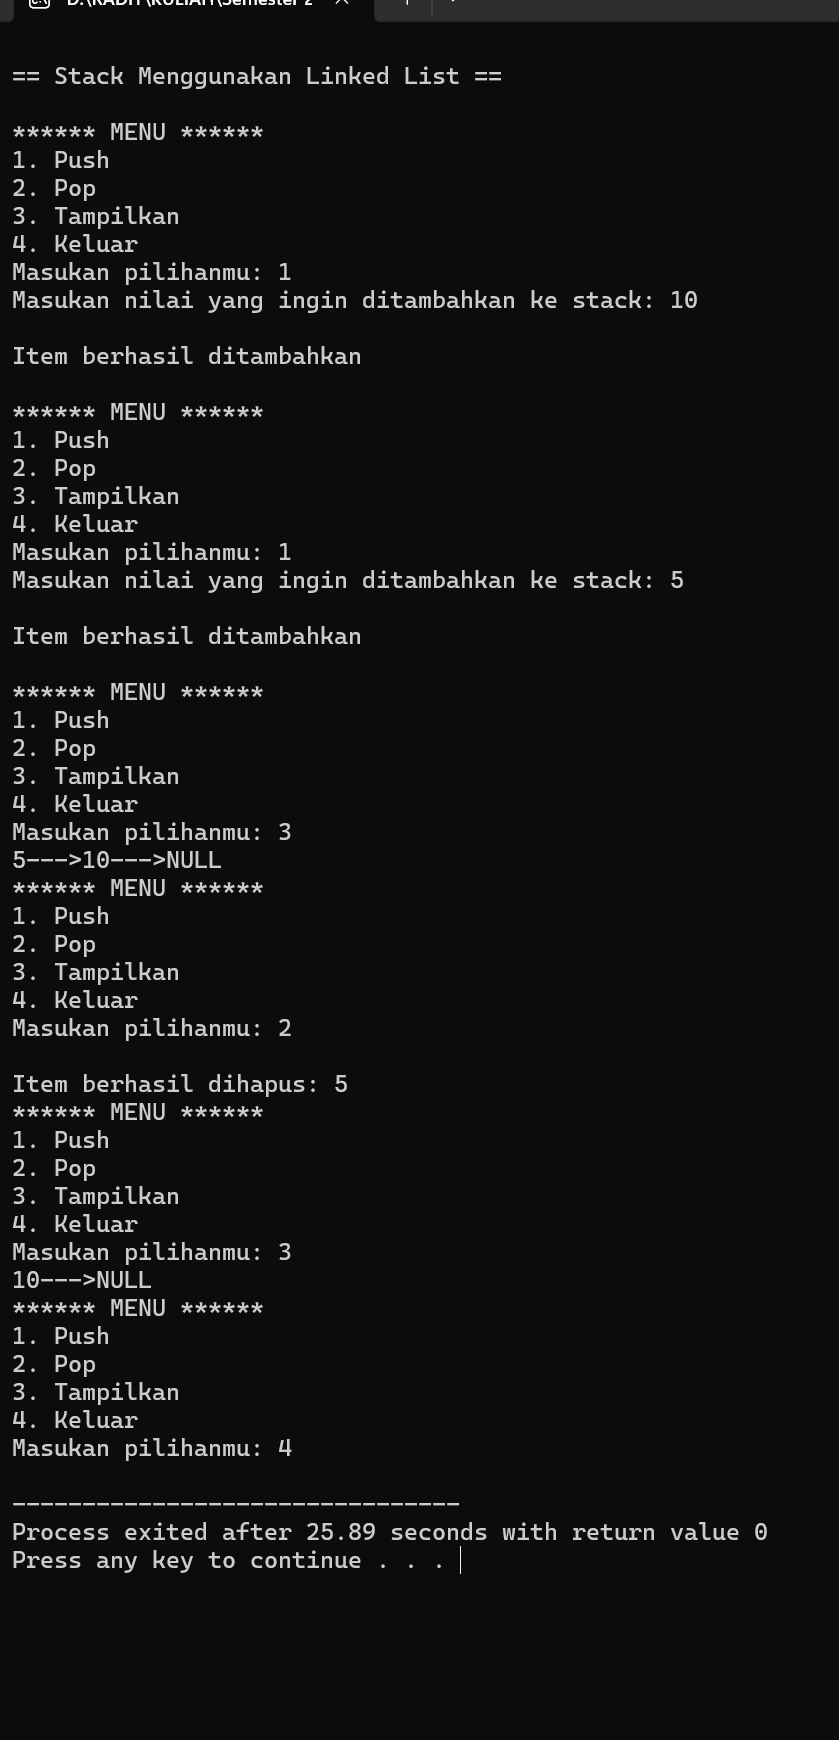 D:\RADIT\KULIAH\Semester 2
== Stack Menggunakan Linked List ==
****** MENU ******
1. Push
2. Pop
3. Tampilkan
4. Keluar
Masukan pilihanmu: 1
Masukan nilai yang ingin ditambahkan ke stack: 10
Item berhasil ditambahkan
****** MENU ******
1. Push
2. Pop
3. Tampilkan
4. Keluar
Masukan pilihanmu: 1
Masukan nilai yang ingin ditambahkan ke stack: 5
Item berhasil ditambahkan
****** MENU ******
1. Push
2. Pop
3. Tampilkan
4. Keluar
Masukan pilihanmu: 3
5--->10--->NULL
****** MENU ******
1. Push
2. Pop
3. Tampilkan
4. Keluar
Masukan pilihanmu: 2
Item berhasil dihapus: 5
****** MENU ******
1. Push
2. Pop
3. Tampilkan
4. Keluar
Masukan pilihanmu: 3
10--->NULL
****** MENU ******
1. Push
2. Pop
3. Tampilkan
4. Keluar
Masukan pilihanmu: 4
--------------------------------
Process exited after 25.89 seconds with return value 0
Press any key to continue . . .